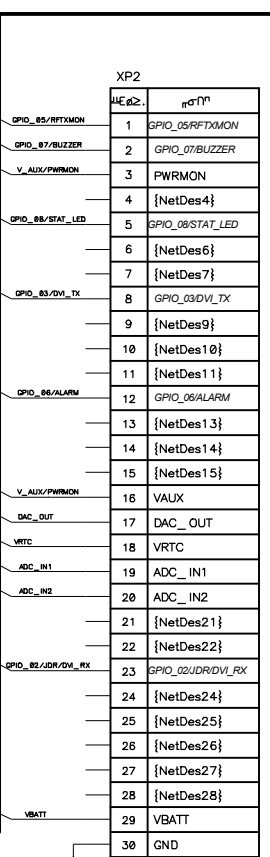 XP2
GPIO_05/RFTXMON 1 GPIO_05/RFTXMON
GPIO_07/BUZZER 2 GPIO_07/BUZZER
V_AUX/PWRMON 3 PWRMON
4 {NetDes4}
GPIO_08/STAT_LED 5 GPIO_08/STAT_LED
6 {NetDes6}
7 {NetDes7}
GPIO_03/DVI_TX 8 GPIO_03/DVI_TX
9 {NetDes9}
10 {NetDes10}
11 {NetDes11}
GPIO_06/ALARM 12 GPIO_06/ALARM
13 {NetDes13}
14 {NetDes14}
15 {NetDes15}
V_AUX/PWRMON 16 VAUX
DAC_OUT 17 DAC_OUT
VRTC 18 VRTC
ADC_IN1 19 ADC_IN1
ADC_IN2 20 ADC_IN2
21 {NetDes21}
22 {NetDes22}
GPIO_02/JDR/DVI_RX 23 GPIO_02/JDR/DVI_RX
24 {NetDes24}
25 {NetDes25}
26 {NetDes26}
27 {NetDes27}
28 {NetDes28}
VBATT 29 VBATT
30 GND